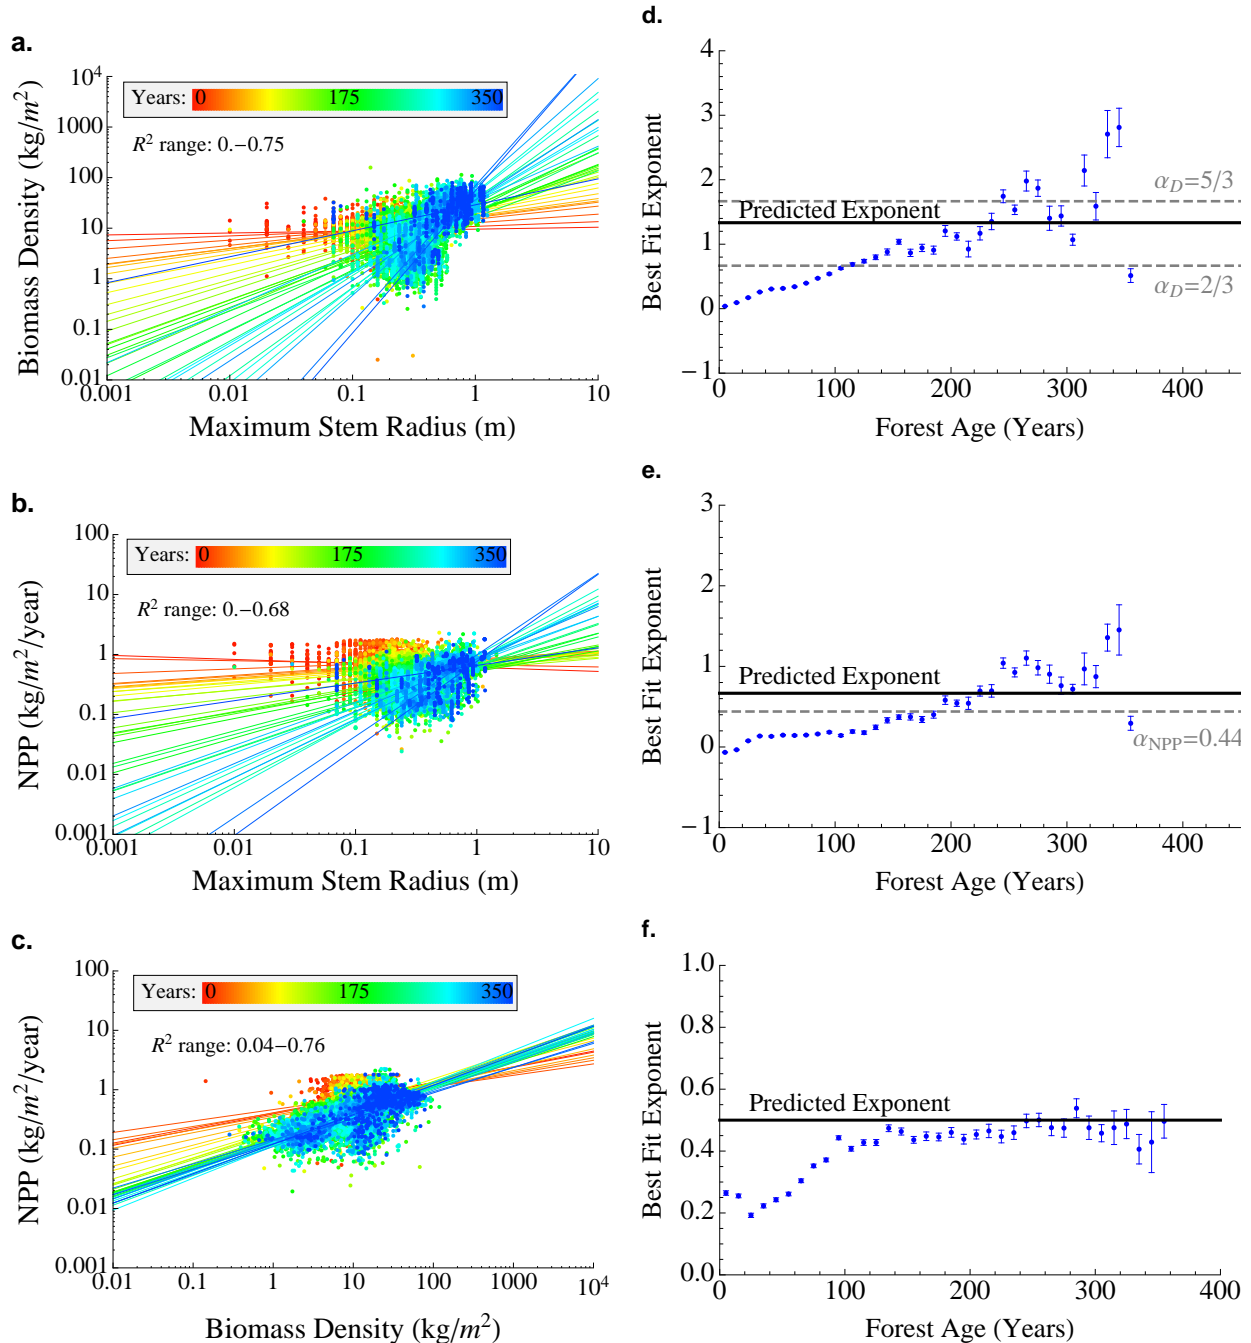 a.
Biomass Density (kg/m²)
10⁴
1000
100
10
1
0.1
0.01
Years: 0 175 350
R² range: 0.−0.75
0.001 0.01 0.1 1 10
Maximum Stem Radius (m)
d.
Best Fit Exponent
4
3
2
1
0
−1
α_D=5/3
Predicted Exponent
α_D=2/3
0 100 200 300 400
Forest Age (Years)
b.
NPP (kg/m²/year)
100
10
1
0.1
0.01
0.001
Years: 0 175 350
R² range: 0.−0.68
0.001 0.01 0.1 1 10
Maximum Stem Radius (m)
e.
Best Fit Exponent
3
2
1
0
−1
Predicted Exponent
α_NPP=0.44
0 100 200 300 400
Forest Age (Years)
c.
NPP (kg/m²/year)
100
10
1
0.1
0.01
0.001
Years: 0 175 350
R² range: 0.04−0.76
0.01 0.1 1 10 100 1000 10⁴
Biomass Density (kg/m²)
f.
Best Fit Exponent
1.0
0.8
0.6
0.4
0.2
0.0
Predicted Exponent
0 100 200 300 400
Forest Age (Years)